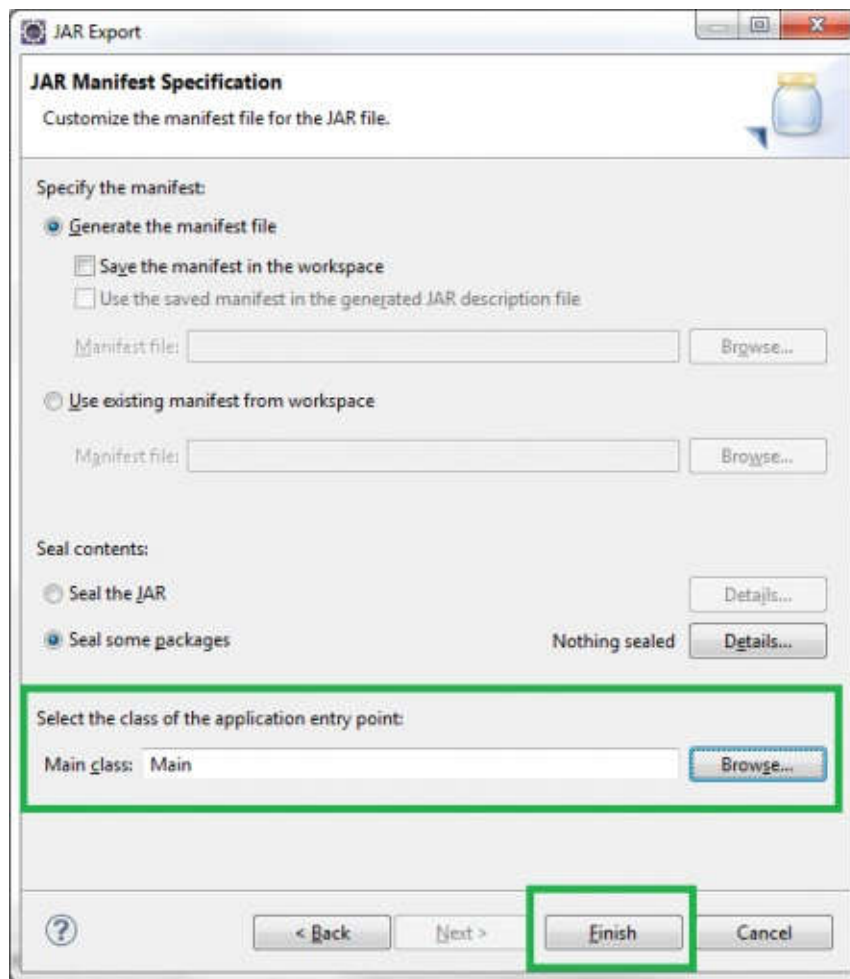 JAR Export
JAR Manifest Specification
Customize the manifest file for the JAR file.
Specify the manifest:
Generate the manifest file
Save the manifest in the workspace
Use the saved manifest in the generated JAR description file
Manifest file: Browse...
Use existing manifest from workspace
Manifest file: Browse...
Seal contents:
Seal the JAR Details...
Seal some packages Nothing sealed Details...
Select the class of the application entry point:
Main class: Main Browse...
? < Back Next > Finish Cancel